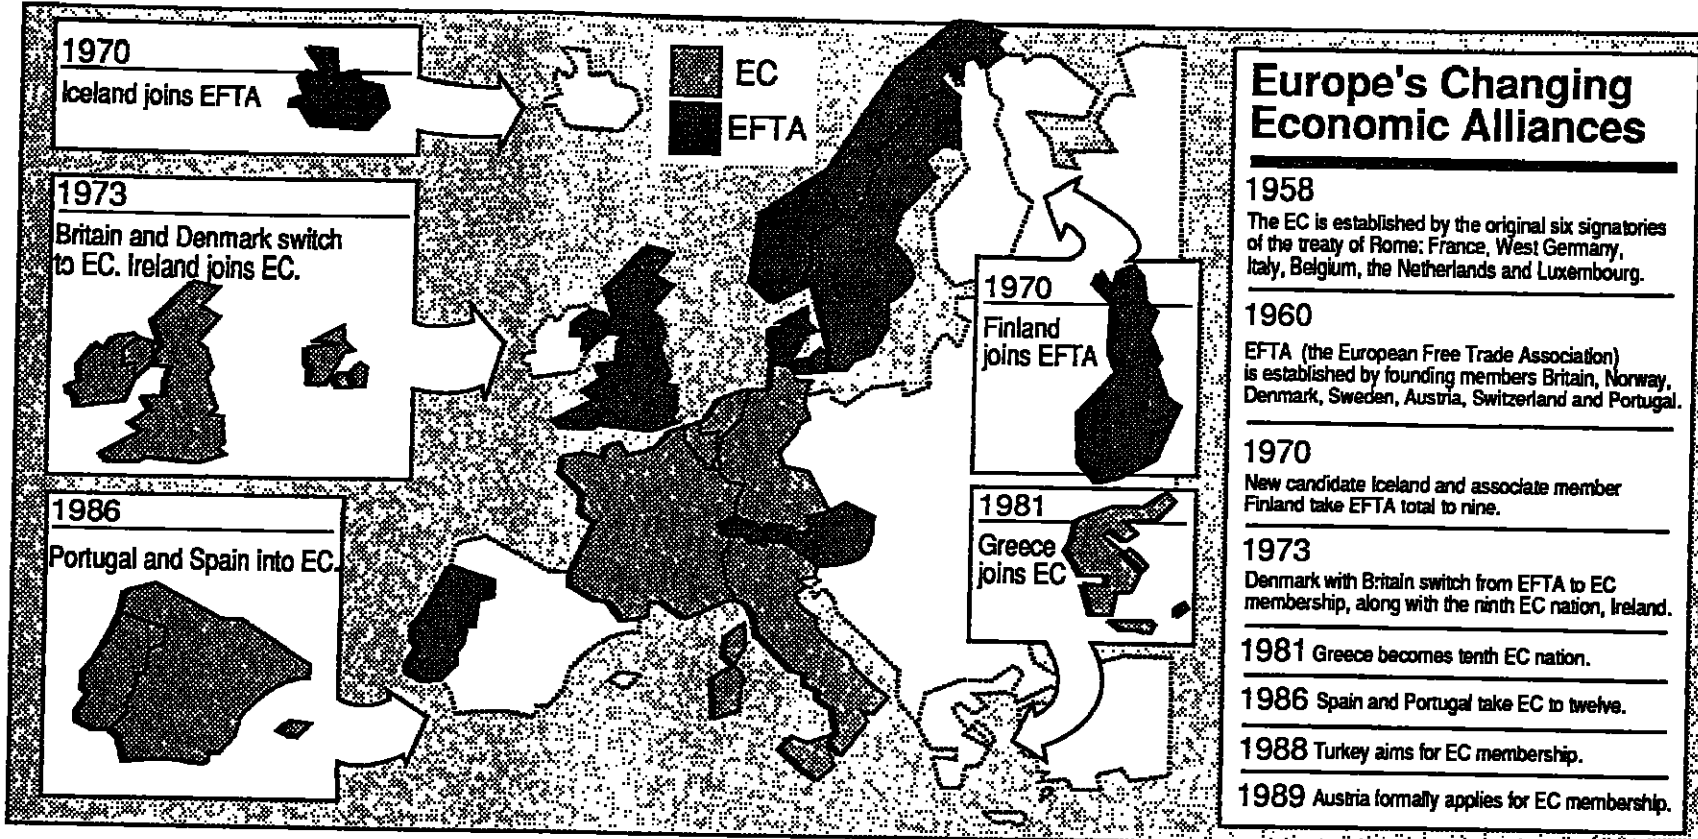 1970
Iceland joins EFTA
1973
Britain and Denmark switch
to EC. Ireland joins EC.
1986
Portugal and Spain into EC.
EC
EFTA
1970
Finland
joins EFTA
1981
Greece
joins EC
Europe's Changing
Economic Alliances
1958
The EC is established by the original six signatories
of the treaty of Rome: France, West Germany,
Italy, Belgium, the Netherlands and Luxembourg.
1960
EFTA (the European Free Trade Association)
is established by founding members Britain, Norway,
Denmark, Sweden, Austria, Switzerland and Portugal.
1970
New candidate Iceland and associate member
Finland take EFTA total to nine.
1973
Denmark with Britain switch from EFTA to EC
membership, along with the ninth EC nation, Ireland.
1981 Greece becomes tenth EC nation.
1986 Spain and Portugal take EC to twelve.
1988 Turkey aims for EC membership.
1989 Austria formally applies for EC membership.